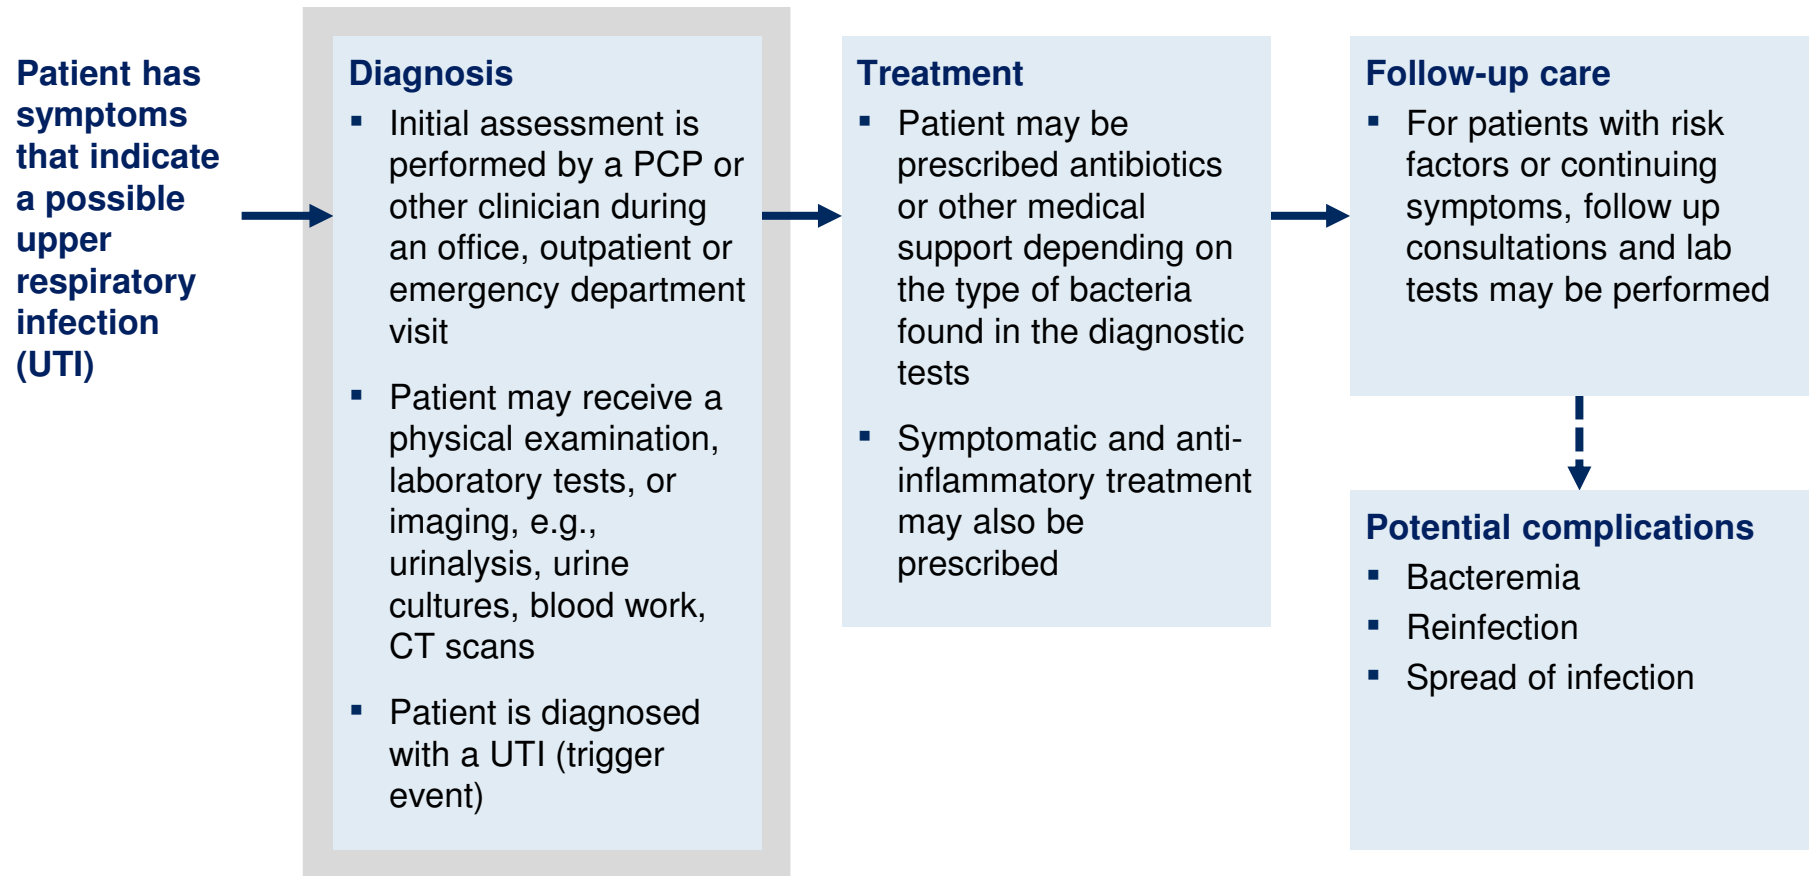 Patient has
symptoms
that indicate
a possible
upper
respiratory
infection
(UTI)
Diagnosis
▪ Initial assessment is
performed by a PCP or
other clinician during
an office, outpatient or
emergency department
visit
▪ Patient may receive a
physical examination,
laboratory tests, or
imaging, e.g.,
urinalysis, urine
cultures, blood work,
CT scans
▪ Patient is diagnosed
with a UTI (trigger
event)
Treatment
▪ Patient may be
prescribed antibiotics
or other medical
support depending on
the type of bacteria
found in the diagnostic
tests
▪ Symptomatic and anti-
inflammatory treatment
may also be
prescribed
Follow-up care
▪ For patients with risk
factors or continuing
symptoms, follow up
consultations and lab
tests may be performed
Potential complications
▪ Bacteremia
▪ Reinfection
▪ Spread of infection